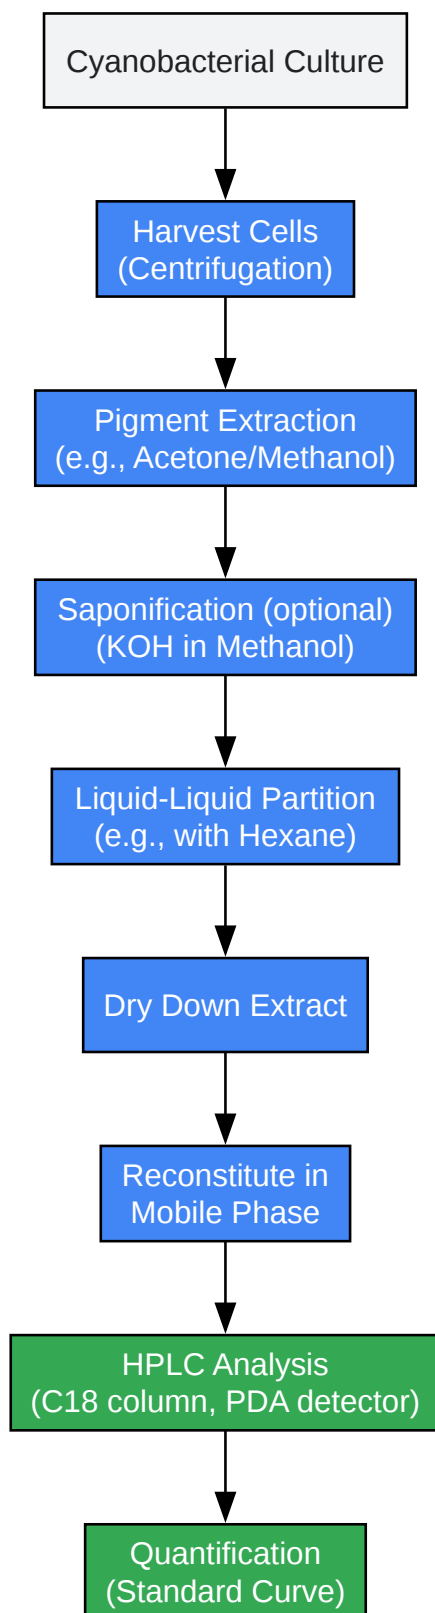 Cyanobacterial Culture
Harvest Cells
(Centrifugation)
Pigment Extraction
(e.g., Acetone/Methanol)
Saponification (optional)
(KOH in Methanol)
Liquid-Liquid Partition
(e.g., with Hexane)
Dry Down Extract
Reconstitute in
Mobile Phase
HPLC Analysis
(C18 column, PDA detector)
Quantification
(Standard Curve)